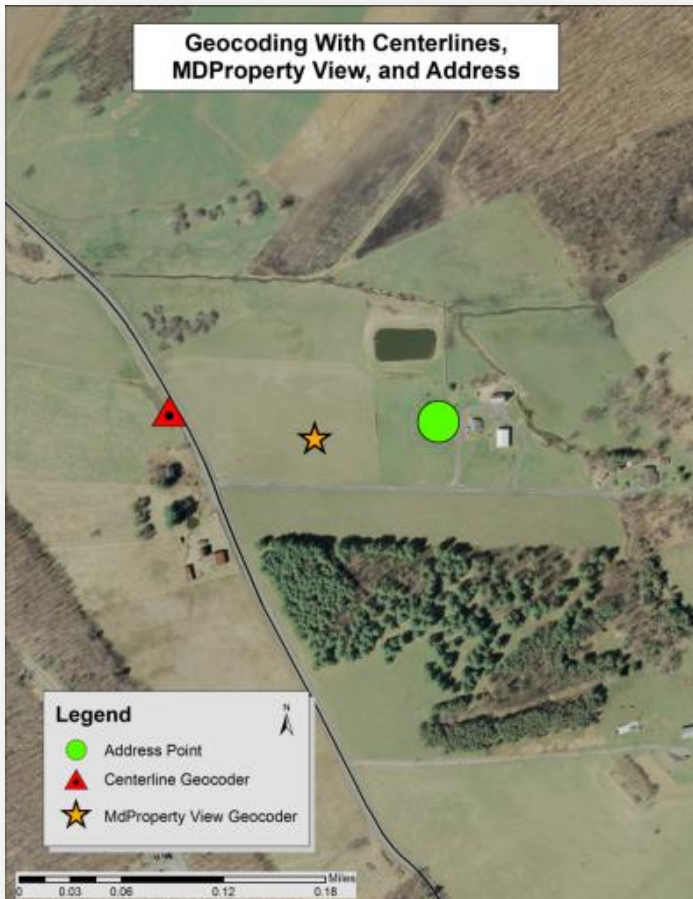 Geocoding With Centerlines,
MDProperty View, and Address
Legend
N
Address Point
Centerline Geocoder
MdProperty View Geocoder
Miles
0 0.03 0.06 0.12 0.18